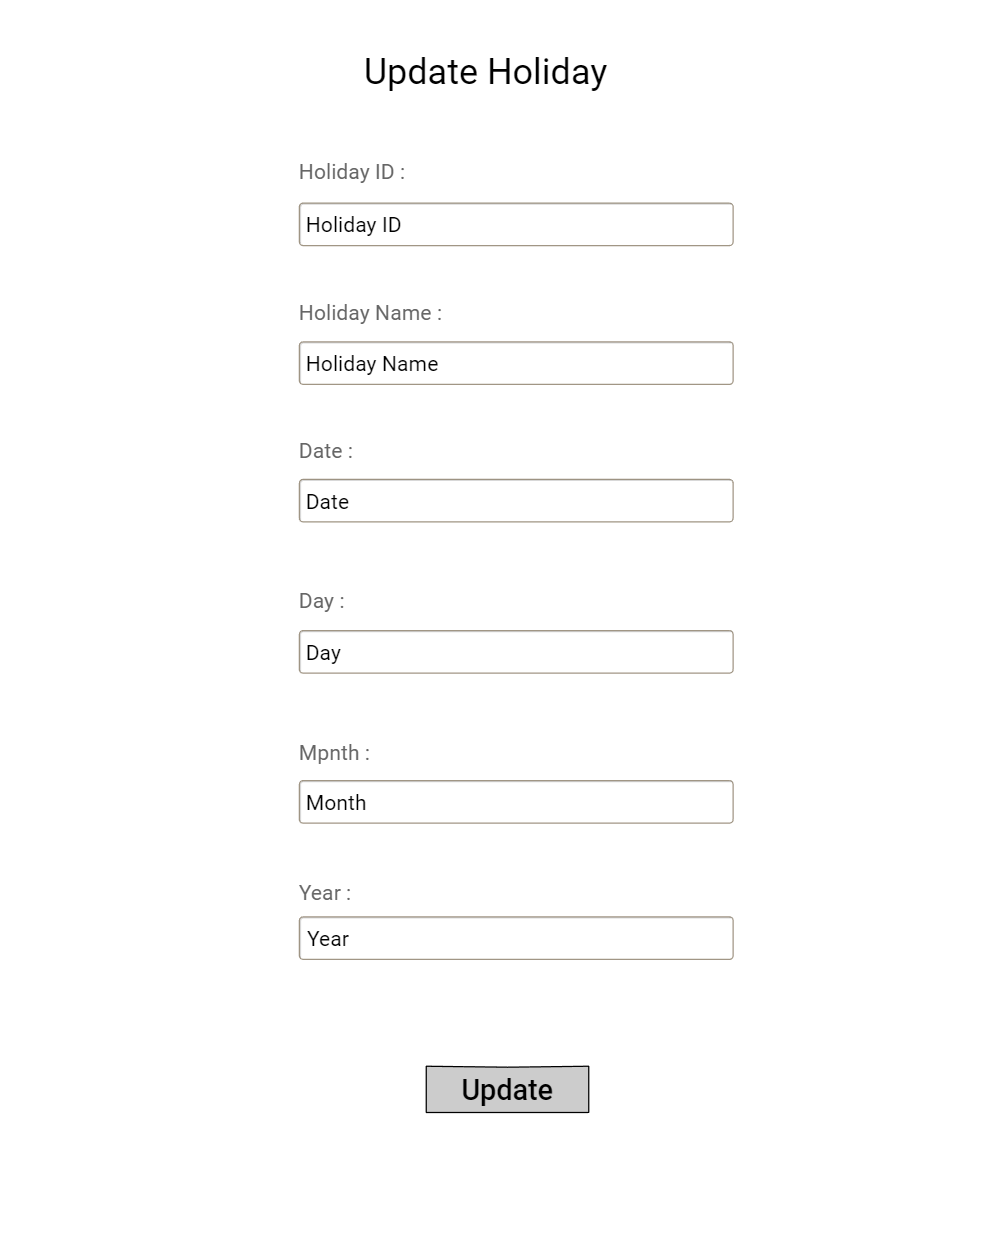 Update Holiday
Holiday ID :
Holiday ID
Holiday Name :
Holiday Name
Date :
Date
Day :
Day
Mpnth :
Month
Year :
Year
Update